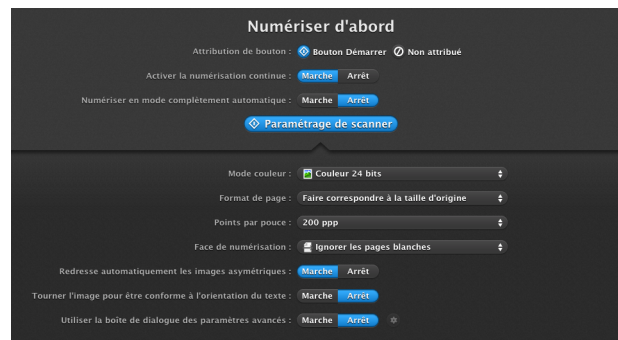 Numériser d'abord
Attribution de bouton : Bouton Démarrer Non attribué
Activer la numérisation continue : Marche Arrêt
Numériser en mode complètement automatique : Marche Arrêt
Paramétrage de scanner
Mode couleur : Couleur 24 bits
Format de page : Faire correspondre à la taille d'origine
Points par pouce : 200 ppp
Face de numérisation : Ignorer les pages blanches
Redresse automatiquement les images asymétriques : Marche Arrêt
Tourner l'image pour être conforme à l'orientation du texte : Marche Arrêt
Utiliser la boîte de dialogue des paramètres avancés : Marche Arrêt